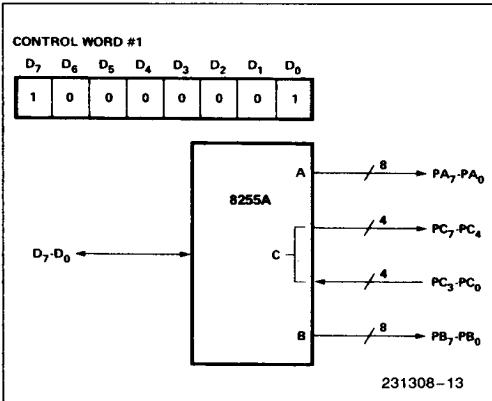 CONTROL WORD #1
D7 D6 D5 D4 D3 D2 D1 D0
1 0 0 0 0 0 0 1
A 8 PA7-PA0
8255A
4 PC7-PC4
D7-D0 C
4 PC3-PC0
B 8 PB7-PB0
231308-13